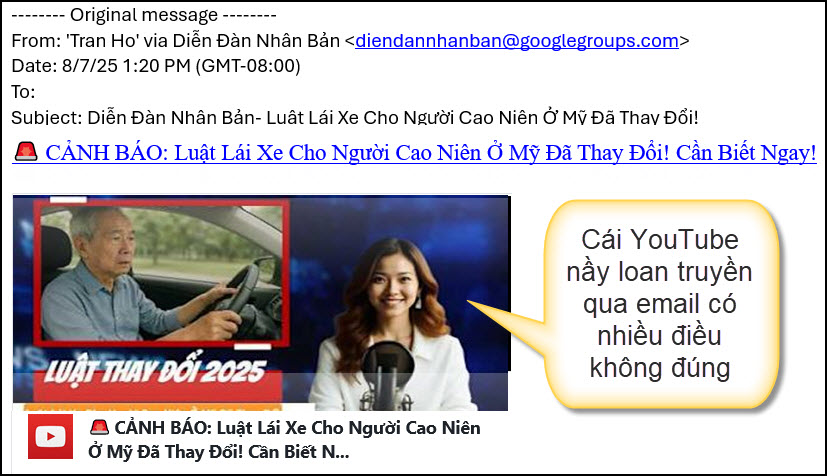 -------- Original message --------
From: 'Tran Ho' via Diễn Đàn Nhân Bản <diendannhanban@googlegroups.com>
Date: 8/7/25 1:20 PM (GMT-08:00)
To:
Subject: Diễn Đàn Nhân Bản- Luật Lái Xe Cho Người Cao Niên Ở Mỹ Đã Thay Đổi!
🚨 CẢNH BÁO: Luật Lái Xe Cho Người Cao Niên Ở Mỹ Đã Thay Đổi! Cần Biết Ngay!
LUẬT THAY ĐỔI 2025
🚨 CẢNH BÁO: Luật Lái Xe Cho Người Cao Niên
Ở Mỹ Đã Thay Đổi! Cần Biết N...
Cái YouTube
nầy loan truyền
qua email có
nhiều điều
không đúng